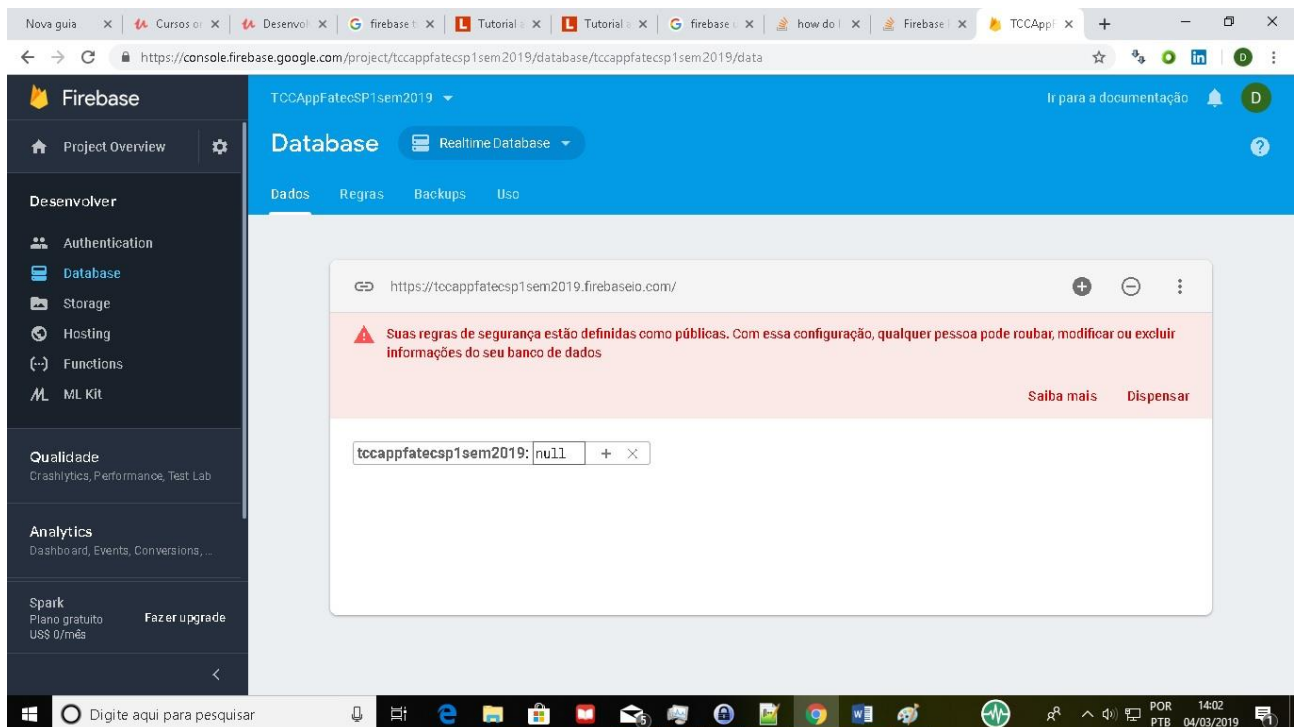 Nova guia
Cursos or
Desenvol
firebase t
Tutorial
Tutorial
firebase
how do I
Firebase
TCCAppF
https://console.firebase.google.com/project/tccappfatecsp1sem2019/database/tccappfatecsp1sem2019/data
D
Firebase
TCCAppFatecSP1sem2019
Ir para a documentação
D
Project Overview
Database
Realtime Database
Desenvolver
Dados Regras Backups Uso
Authentication
Database
Storage
Hosting
Functions
ML Kit
https://tccappfatecsp1sem2019.firebaseio.com/
Suas regras de segurança estão definidas como públicas. Com essa configuração, qualquer pessoa pode roubar, modificar ou excluir
informações do seu banco de dados
Saiba mais Dispensar
tccappfatecsp1sem2019: null
Qualidade
Crashlytics, Performance, Test Lab
Analytics
Dashboard, Events, Conversions, ...
Spark
Plano gratuito
US$ 0/mês
Fazer upgrade
Digite aqui para pesquisar
5
POR
PTB
14:02
04/03/2019